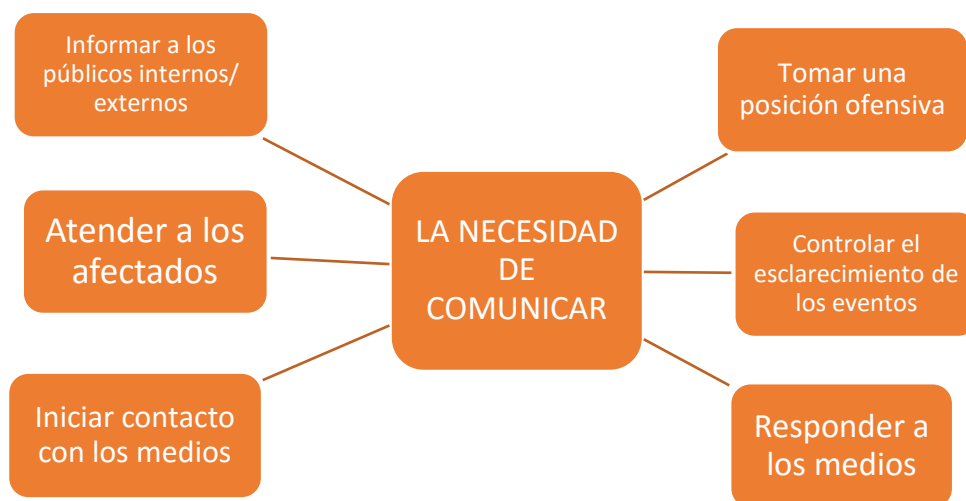 Informar a los
públicos internos/
externos
Tomar una
posición ofensiva
Atender a los
afectados
LA NECESIDAD
DE
COMUNICAR
Controlar el
esclarecimiento de
los eventos
Iniciar contacto
con los medios
Responder a
los medios